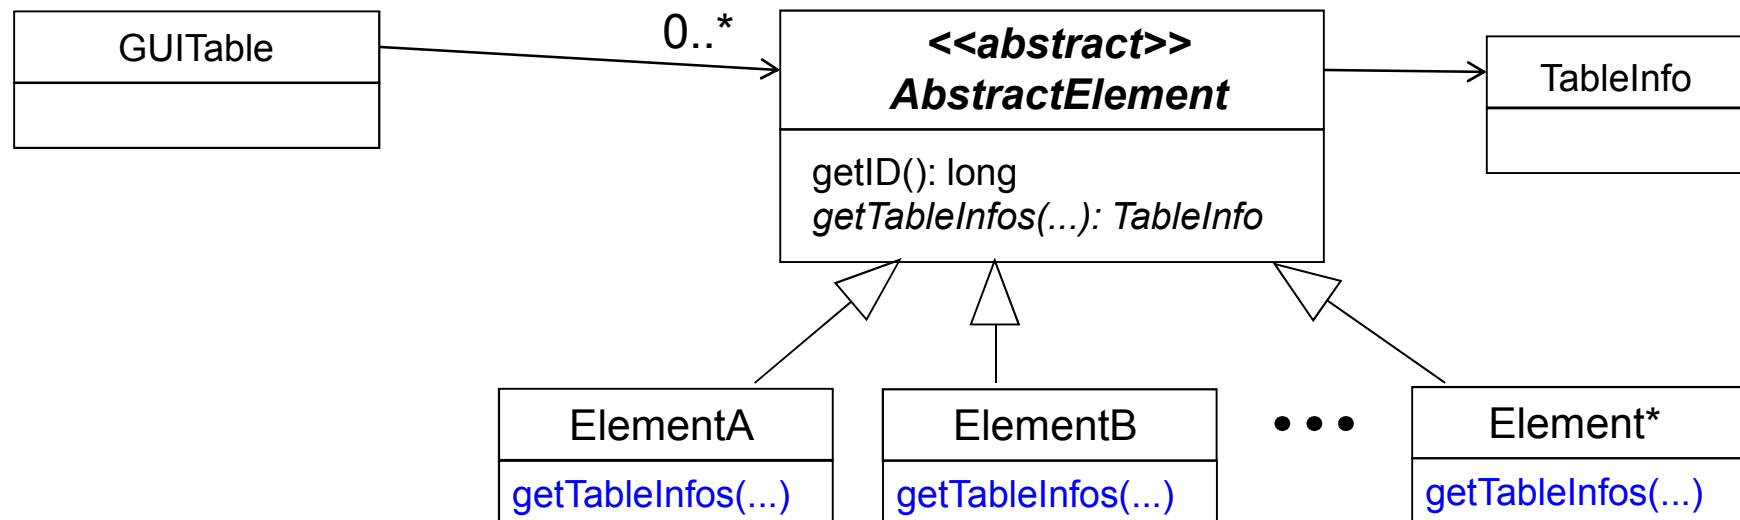 GUITable
0..*
<<abstract>>
AbstractElement
TableInfo
getID(): long
getTableInfos(...): TableInfo
ElementA
ElementB
• • •
Element*
getTableInfos(...)
getTableInfos(...)
getTableInfos(...)